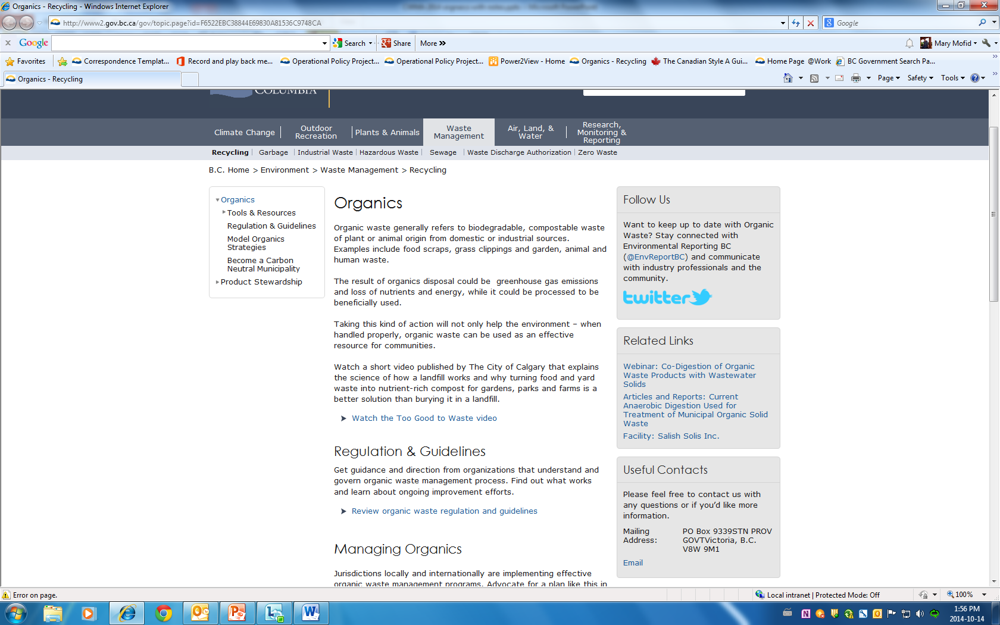 Organics - Recycling - Windows Internet Explorer
http://www2.gov.bc.ca/gov/topic.page?id=F6522EBC38844E69830A81536C9748CA
Google
Google Search Share More »
Mary Mofid
Favorites Correspondence Templat... Record and play back me... Operational Policy Project... Operational Policy Project... Power2View - Home Organics - Recycling The Canadian Style A Gui... Home Page @Work BC Government Search Pa...
Organics - Recycling
Page Safety Tools
COLUMBIA
Climate Change
Outdoor
Recreation
Plants & Animals
Waste
Management
Air, Land, &
Water
Research,
Monitoring &
Reporting
Recycling Garbage Industrial Waste Hazardous Waste Sewage Waste Discharge Authorization Zero Waste
B.C. Home > Environment > Waste Management > Recycling
Organics
Tools & Resources
Regulation & Guidelines
Model Organics
Strategies
Become a Carbon
Neutral Municipality
Product Stewardship
Organics
Organic waste generally refers to biodegradable, compostable waste
of plant or animal origin from domestic or industrial sources.
Examples include food scraps, grass clippings and garden, animal and
human waste.
The result of organics disposal could be  greenhouse gas emissions
and loss of nutrients and energy, while it could be processed to be
beneficially used.
Taking this kind of action will not only help the environment – when
handled properly, organic waste can be used as an effective
resource for communities.
Watch a short video published by The City of Calgary that explains
the science of how a landfill works and why turning food and yard
waste into nutrient-rich compost for gardens, parks and farms is a
better solution than burying it in a landfill.
Watch the Too Good to Waste video
Regulation & Guidelines
Get guidance and direction from organizations that understand and
govern organic waste management process. Find out what works
and learn about ongoing improvement efforts.
Review organic waste regulation and guidelines
Managing Organics
Jurisdictions locally and internationally are implementing effective
organic waste management programs. Advocate for a plan like this in
Follow Us
Want to keep up to date with Organic
Waste? Stay connected with
Environmental Reporting BC
(@EnvReportBC) and communicate
with industry professionals and the
community.
twitter
Related Links
Webinar: Co-Digestion of Organic
Waste Products with Wastewater
Solids
Articles and Reports: Current
Anaerobic Digestion Used for
Treatment of Municipal Organic Solid
Waste
Facility: Salish Solis Inc.
Useful Contacts
Please feel free to contact us with
any questions or if you'd like more
information.
Mailing
Address:
PO Box 9339STN PROV
GOVTVictoria, B.C.
V8W 9M1
Email
Error on page.
Local intranet | Protected Mode: Off
100%
1:56 PM
2014-10-14